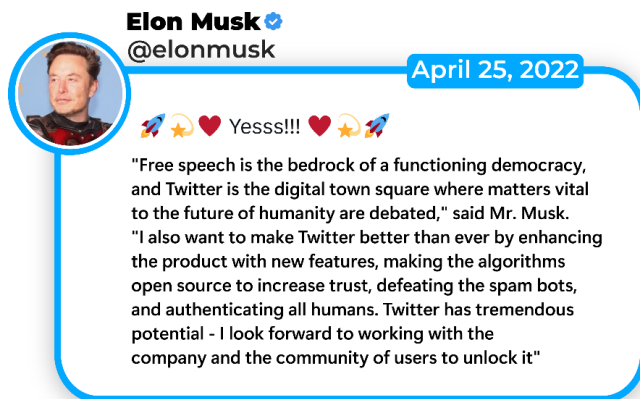 Elon Musk
@elonmusk
April 25, 2022
🚀💫♥️ Yesss!!! ♥️💫🚀
"Free speech is the bedrock of a functioning democracy,
and Twitter is the digital town square where matters vital
to the future of humanity are debated," said Mr. Musk.
"I also want to make Twitter better than ever by enhancing
the product with new features, making the algorithms
open source to increase trust, defeating the spam bots,
and authenticating all humans. Twitter has tremendous
potential - I look forward to working with the
company and the community of users to unlock it"